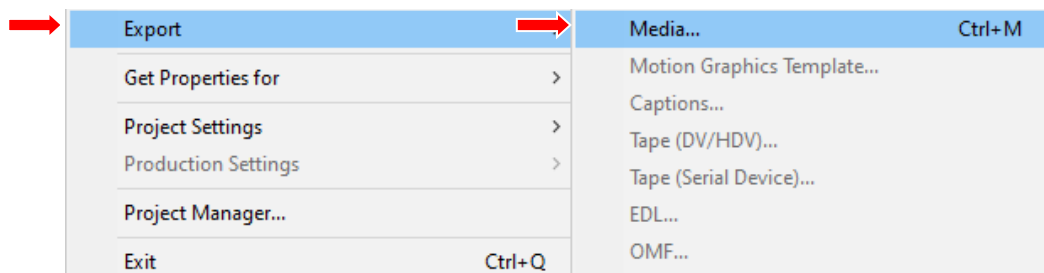 Export
Get Properties for
Project Settings
Production Settings
Project Manager...
Exit Ctrl+Q
Media... Ctrl+M
Motion Graphics Template...
Captions...
Tape (DV/HDV)...
Tape (Serial Device)...
EDL...
OMF...